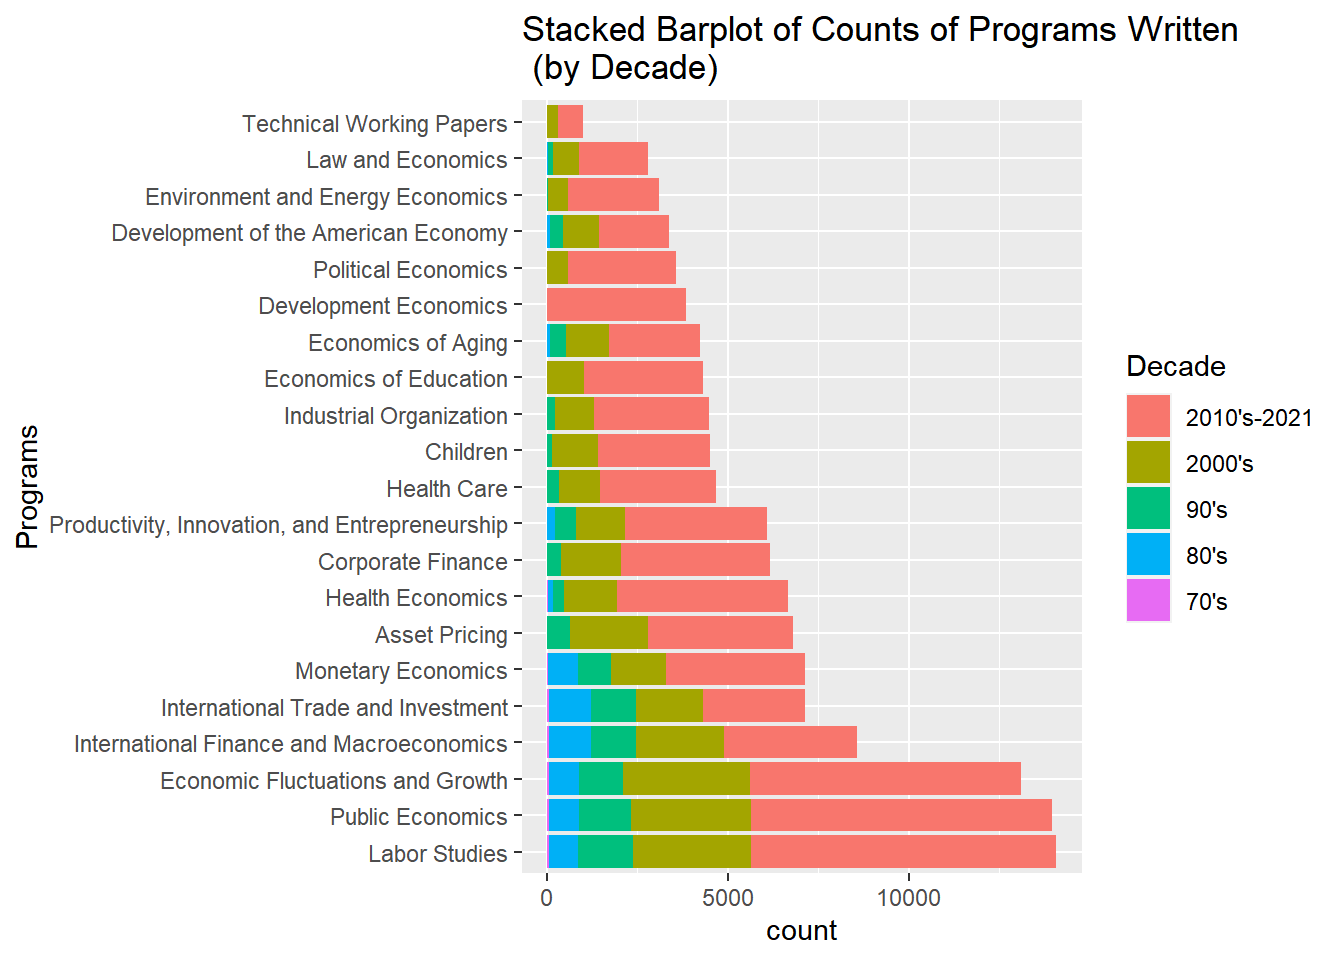 Stacked Barplot of Counts of Programs Written
(by Decade)
Programs
Technical Working Papers
Law and Economics
Environment and Energy Economics
Development of the American Economy
Political Economics
Development Economics
Economics of Aging
Economics of Education
Industrial Organization
Children
Health Care
Productivity, Innovation, and Entrepreneurship
Corporate Finance
Health Economics
Asset Pricing
Monetary Economics
International Trade and Investment
International Finance and Macroeconomics
Economic Fluctuations and Growth
Public Economics
Labor Studies
0 5000 10000
count
Decade
2010's-2021
2000's
90's
80's
70's